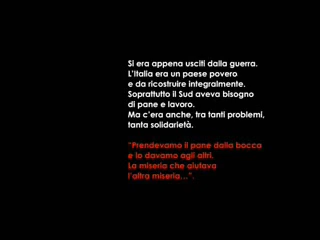 Si era appena usciti dalla guerra.
L'Italia era un paese povero
e da ricostruire integralmente.
Soprattutto il Sud aveva bisogno
di pane e lavoro.
Ma c'era anche, tra tanti problemi,
tanta solidarietà.
"Prendevamo il pane dalla bocca
e lo davamo agli altri.
La miseria che aiutava
l'altra miseria...".